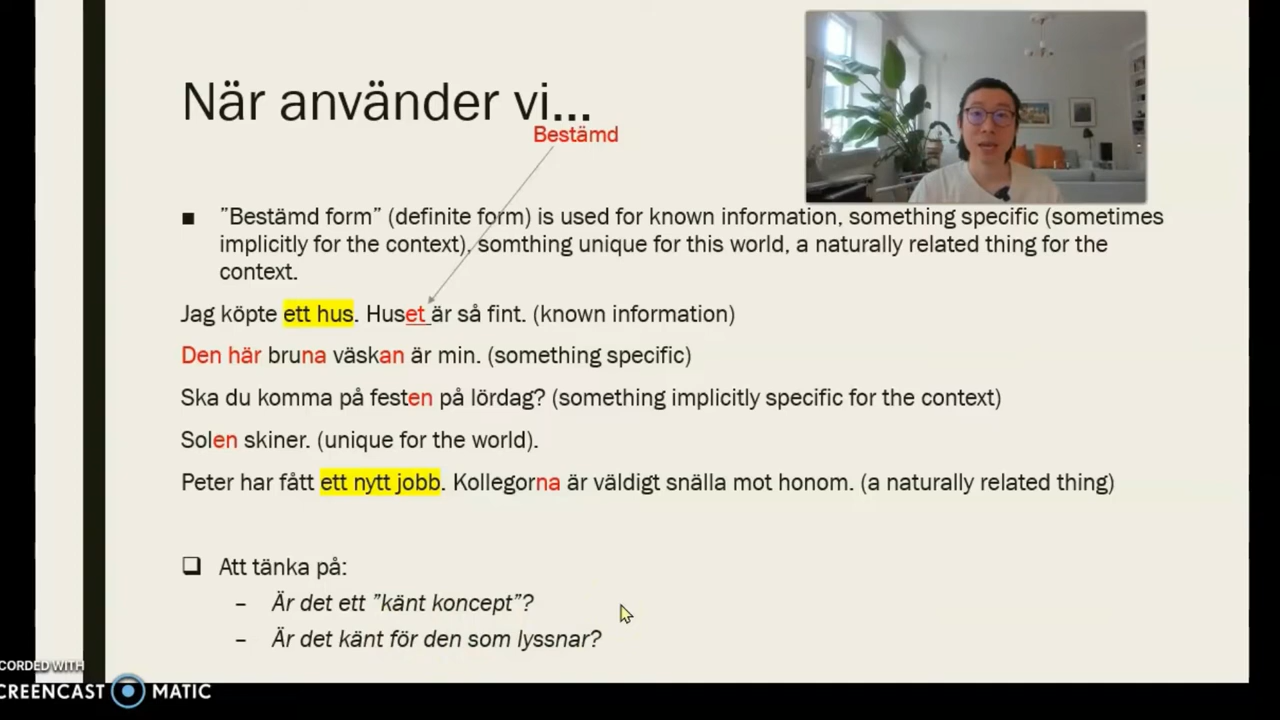 När använder vi...
Bestämd
■ ”Bestämd form” (definite form) is used for known information, something specific (sometimes
implicitly for the context), somthing unique for this world, a naturally related thing for the
context.
Jag köpte ett hus. Huset är så fint. (known information)
Den här bruna väskan är min. (something specific)
Ska du komma på festen på lördag? (something implicitly specific for the context)
Solen skiner. (unique for the world).
Peter har fått ett nytt jobb. Kollegorna är väldigt snälla mot honom. (a naturally related thing)
❑ Att tänka på:
– Är det ett ”känt koncept”?
– Är det känt för den som lyssnar?
CORDED WITH
CREENCAST MATIC